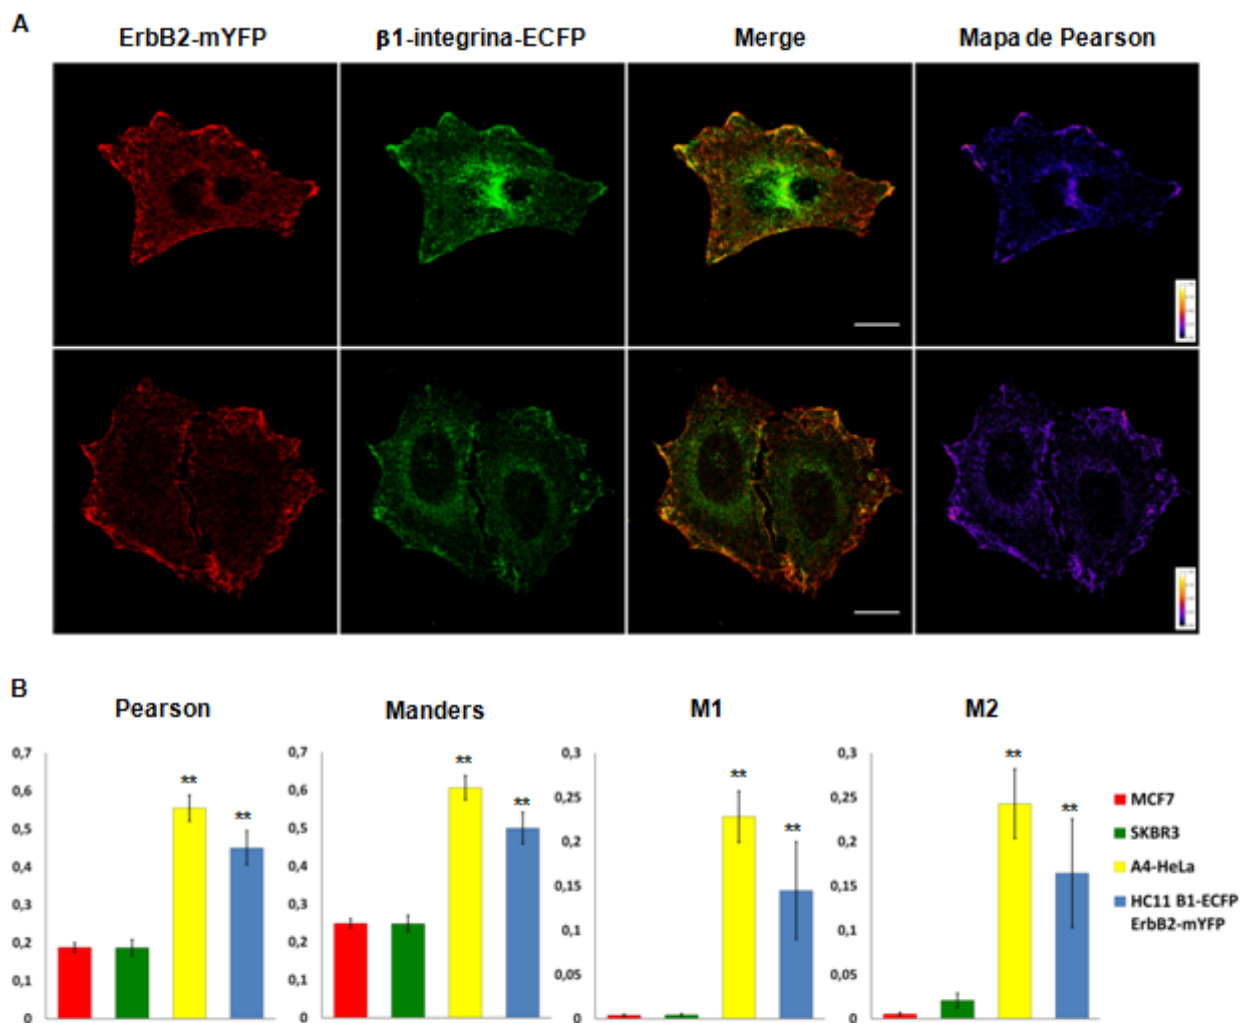 A
ErbB2-mYFP
β1-integrina-ECFP
Merge
Mapa de Pearson
B
Pearson
0,7
0,6
0,5
0,4
0,3
0,2
0,1
0
**
**
Manders
0,7
0,6
0,5
0,4
0,3
0,2
0,1
0
**
**
M1
0,3
0,25
0,2
0,15
0,1
0,05
0
**
**
M2
0,3
0,25
0,2
0,15
0,1
0,05
0
**
**
MCF7
SKBR3
A4-HeLa
HC11 B1-ECFP
ErbB2-mYFP